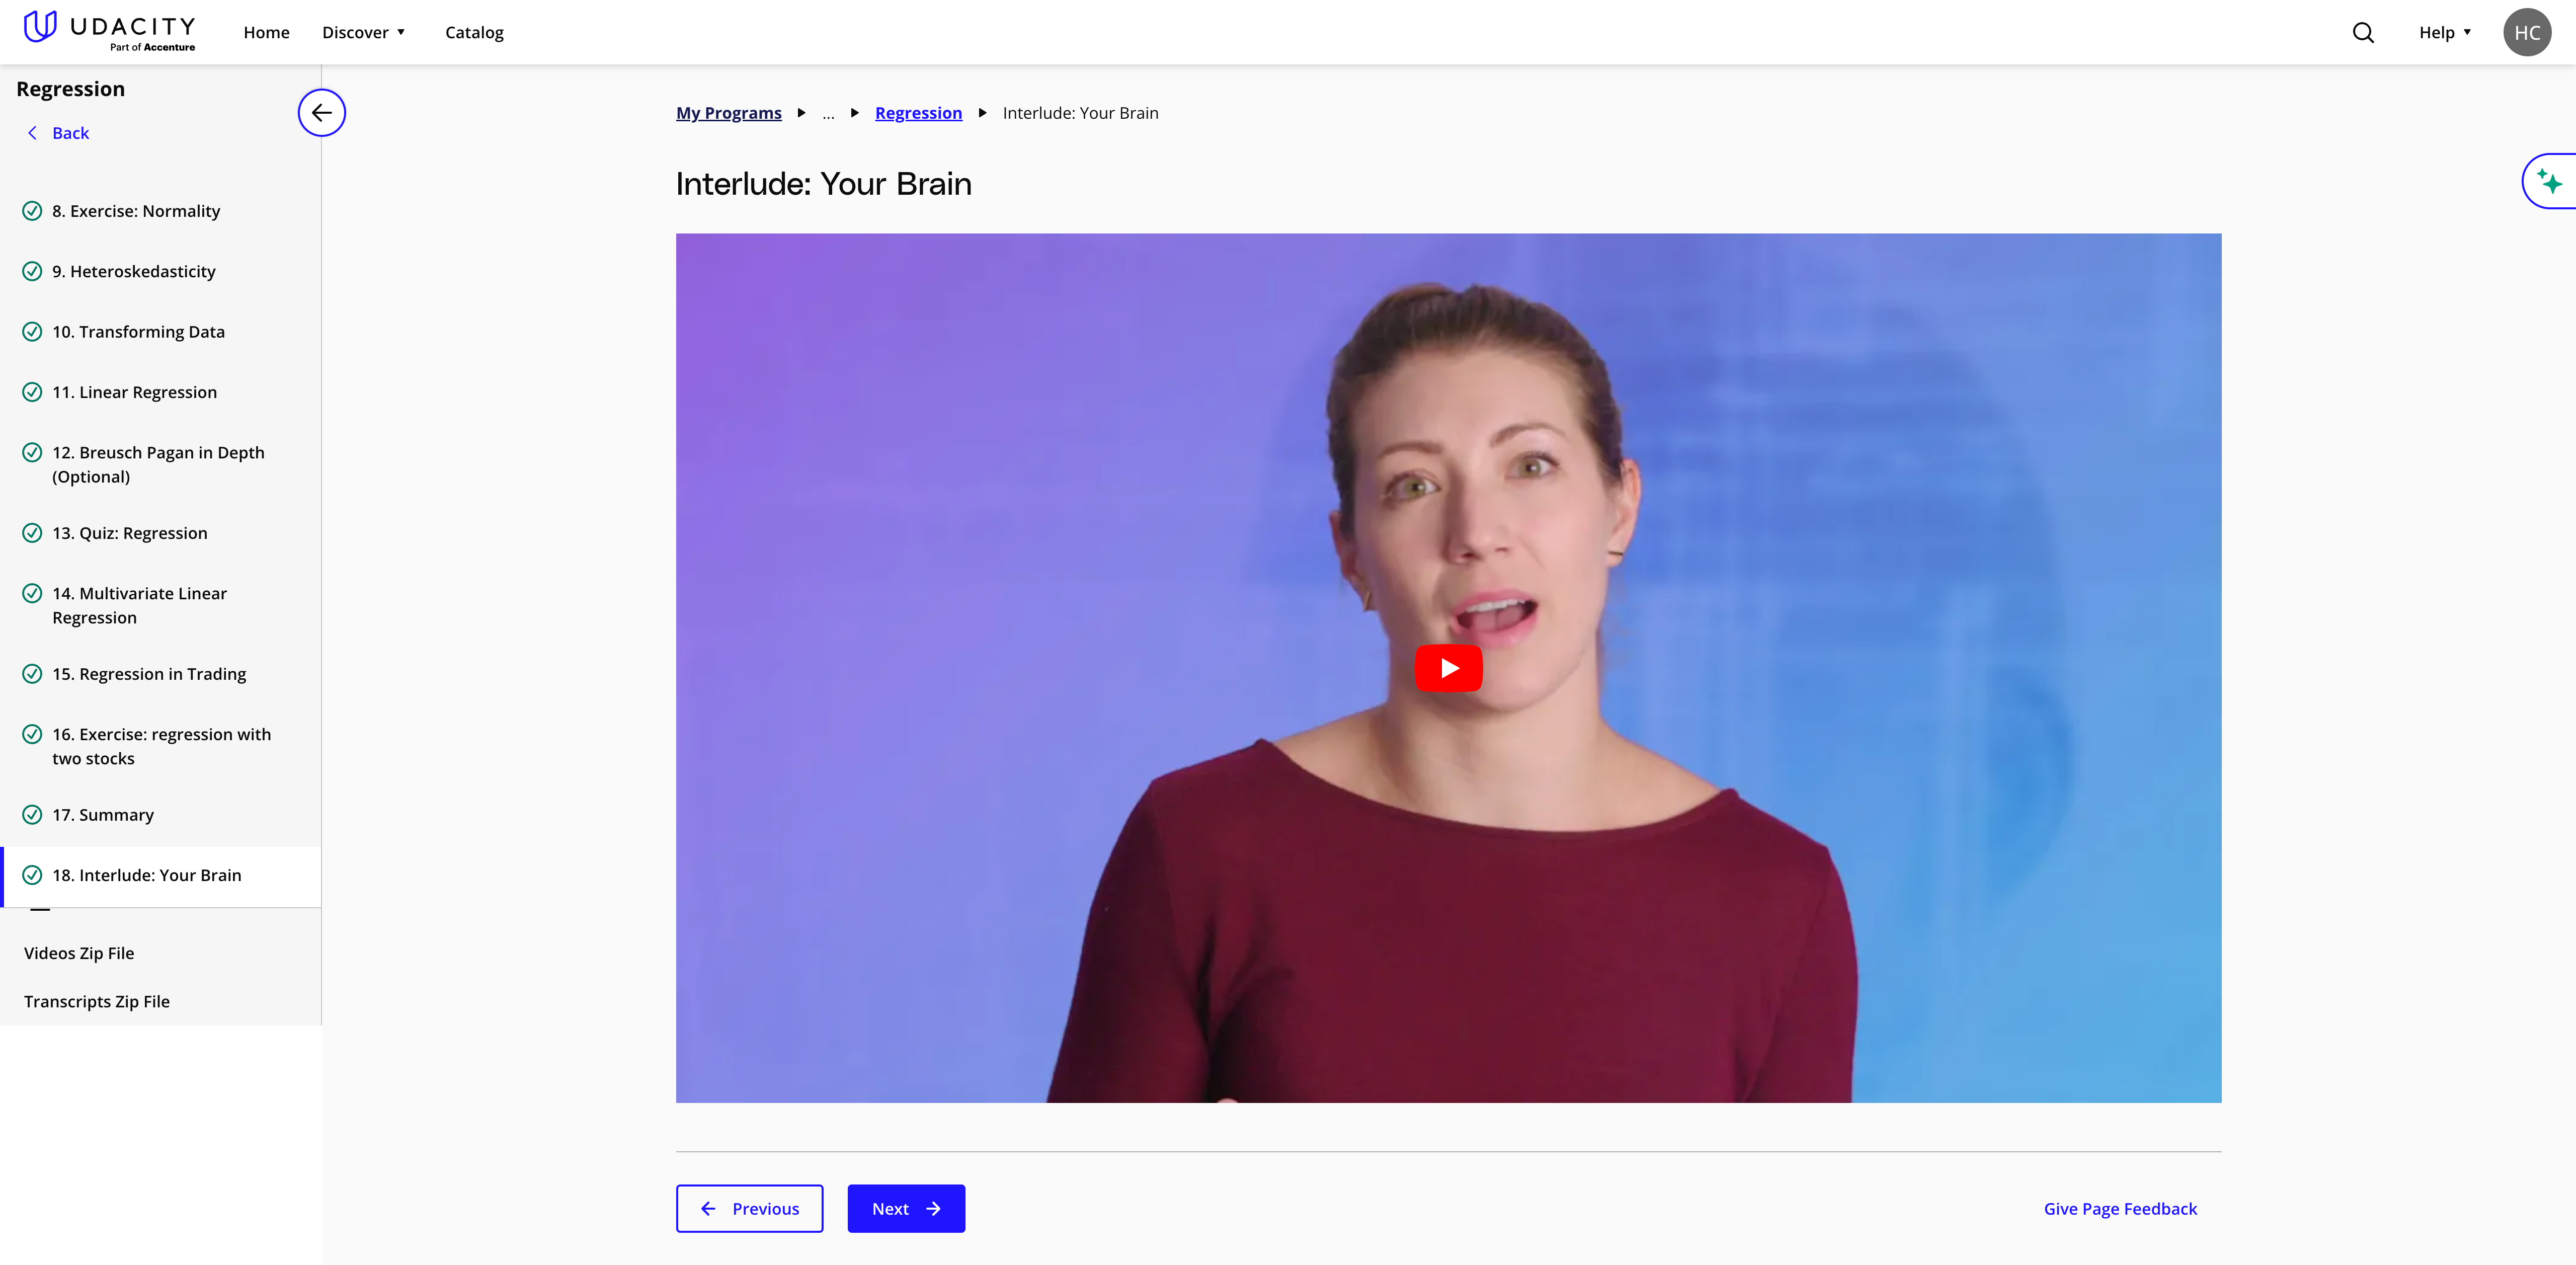 UDACITY
Part of Accenture
Home
Discover
Catalog
Help
HC
Regression
Back
8. Exercise: Normality
9. Heteroskedasticity
10. Transforming Data
11. Linear Regression
12. Breusch Pagan in Depth
(Optional)
13. Quiz: Regression
14. Multivariate Linear
Regression
15. Regression in Trading
16. Exercise: regression with
two stocks
17. Summary
18. Interlude: Your Brain
Videos Zip File
Transcripts Zip File
My Programs ... Regression Interlude: Your Brain
Interlude: Your Brain
Previous
Next
Give Page Feedback